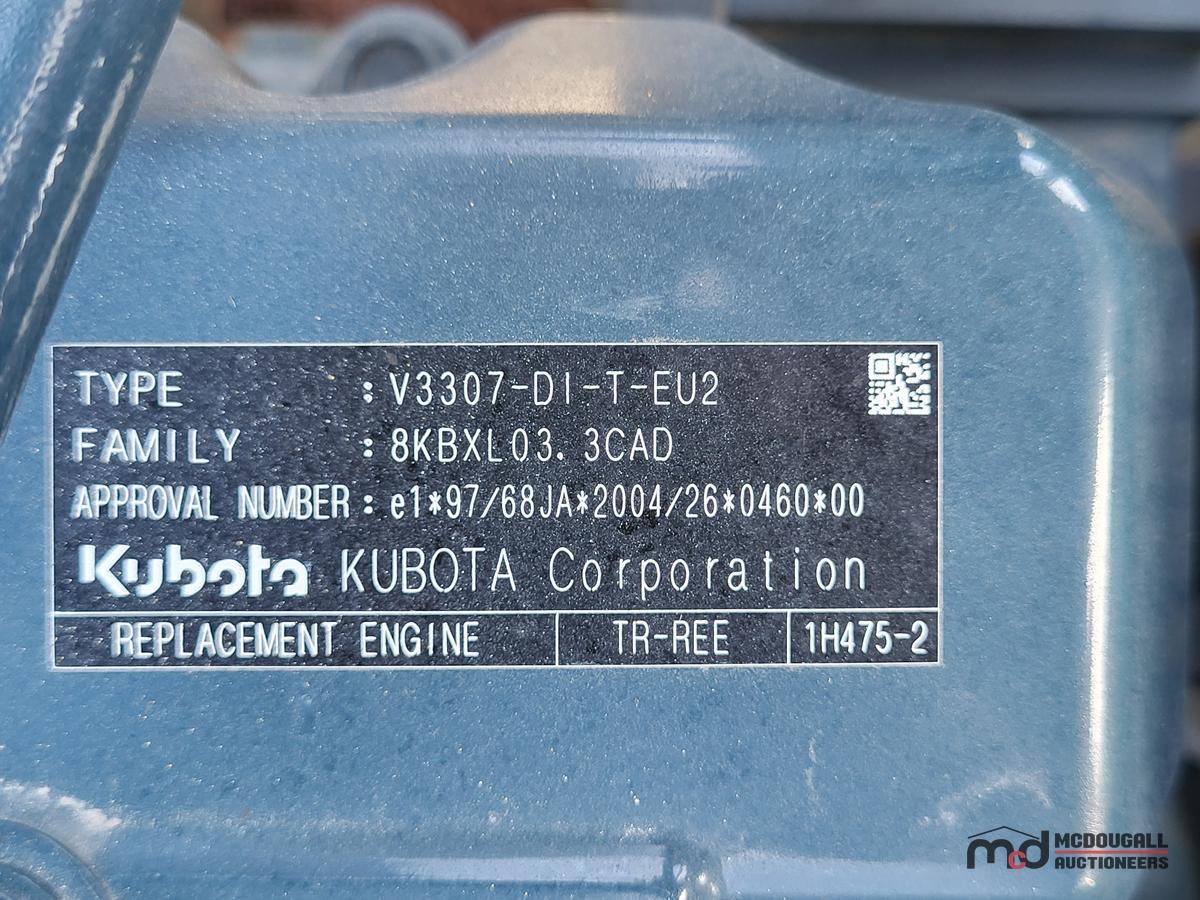 TYPE : V3307-DI-T-EU2
FAMILY : 8KBXL03. 3CAD
APPROVAL NUMBER : e1*97/68JA*2004/26*0460*00
Kubota KUBOTA Corporation
REPLACEMENT ENGINE TR-REE 1H475-2
mcd MCDOUGALL
AUCTIONEERS